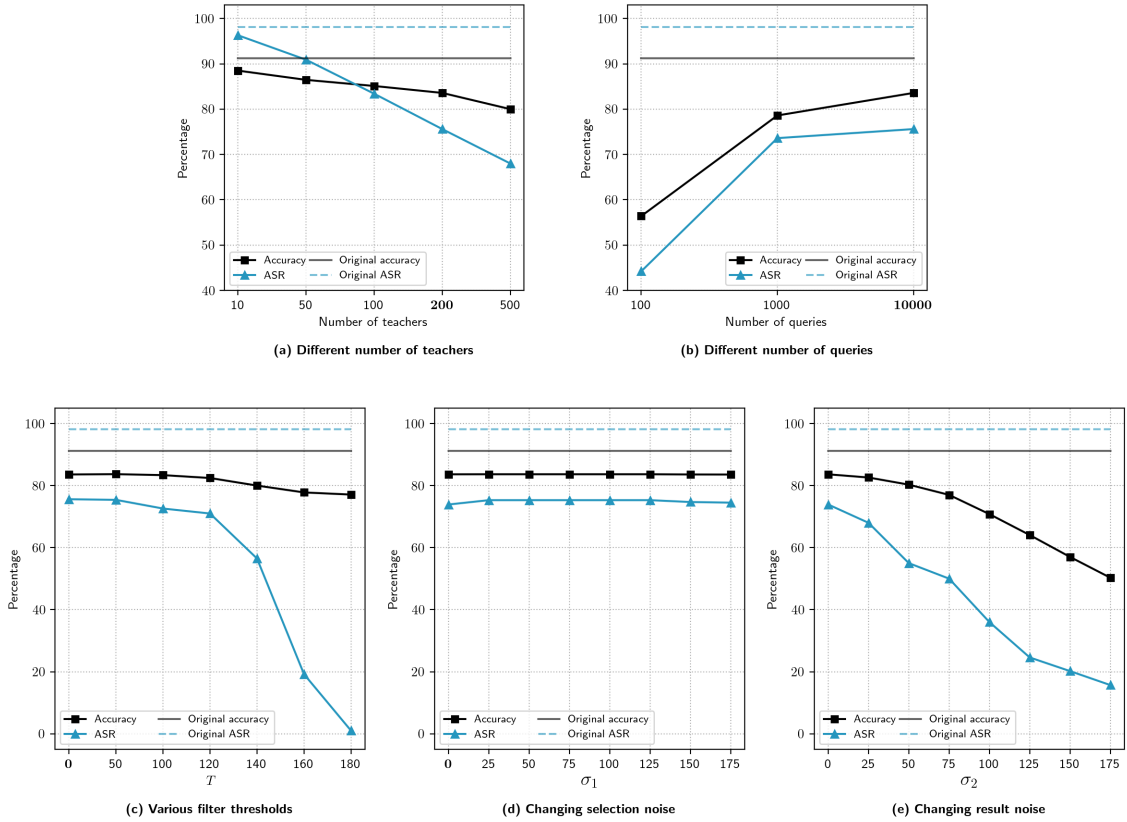 100
90
80
70
60
50
40
Percentage
Accuracy
ASR
Original accuracy
Original ASR
10 50 100 200 500
Number of teachers
(a) Different number of teachers
100
90
80
70
60
50
40
Percentage
Accuracy
ASR
Original accuracy
Original ASR
100 1000 10000
Number of queries
(b) Different number of queries
100
80
60
40
20
0
Percentage
Accuracy
ASR
Original accuracy
Original ASR
0 50 100 120 140 160 180
T
(c) Various filter thresholds
100
80
60
40
20
0
Percentage
Accuracy
ASR
Original accuracy
Original ASR
0 25 50 75 100 125 150 175
σ₁
(d) Changing selection noise
100
80
60
40
20
0
Percentage
Accuracy
ASR
Original accuracy
Original ASR
0 25 50 75 100 125 150 175
σ₂
(e) Changing result noise